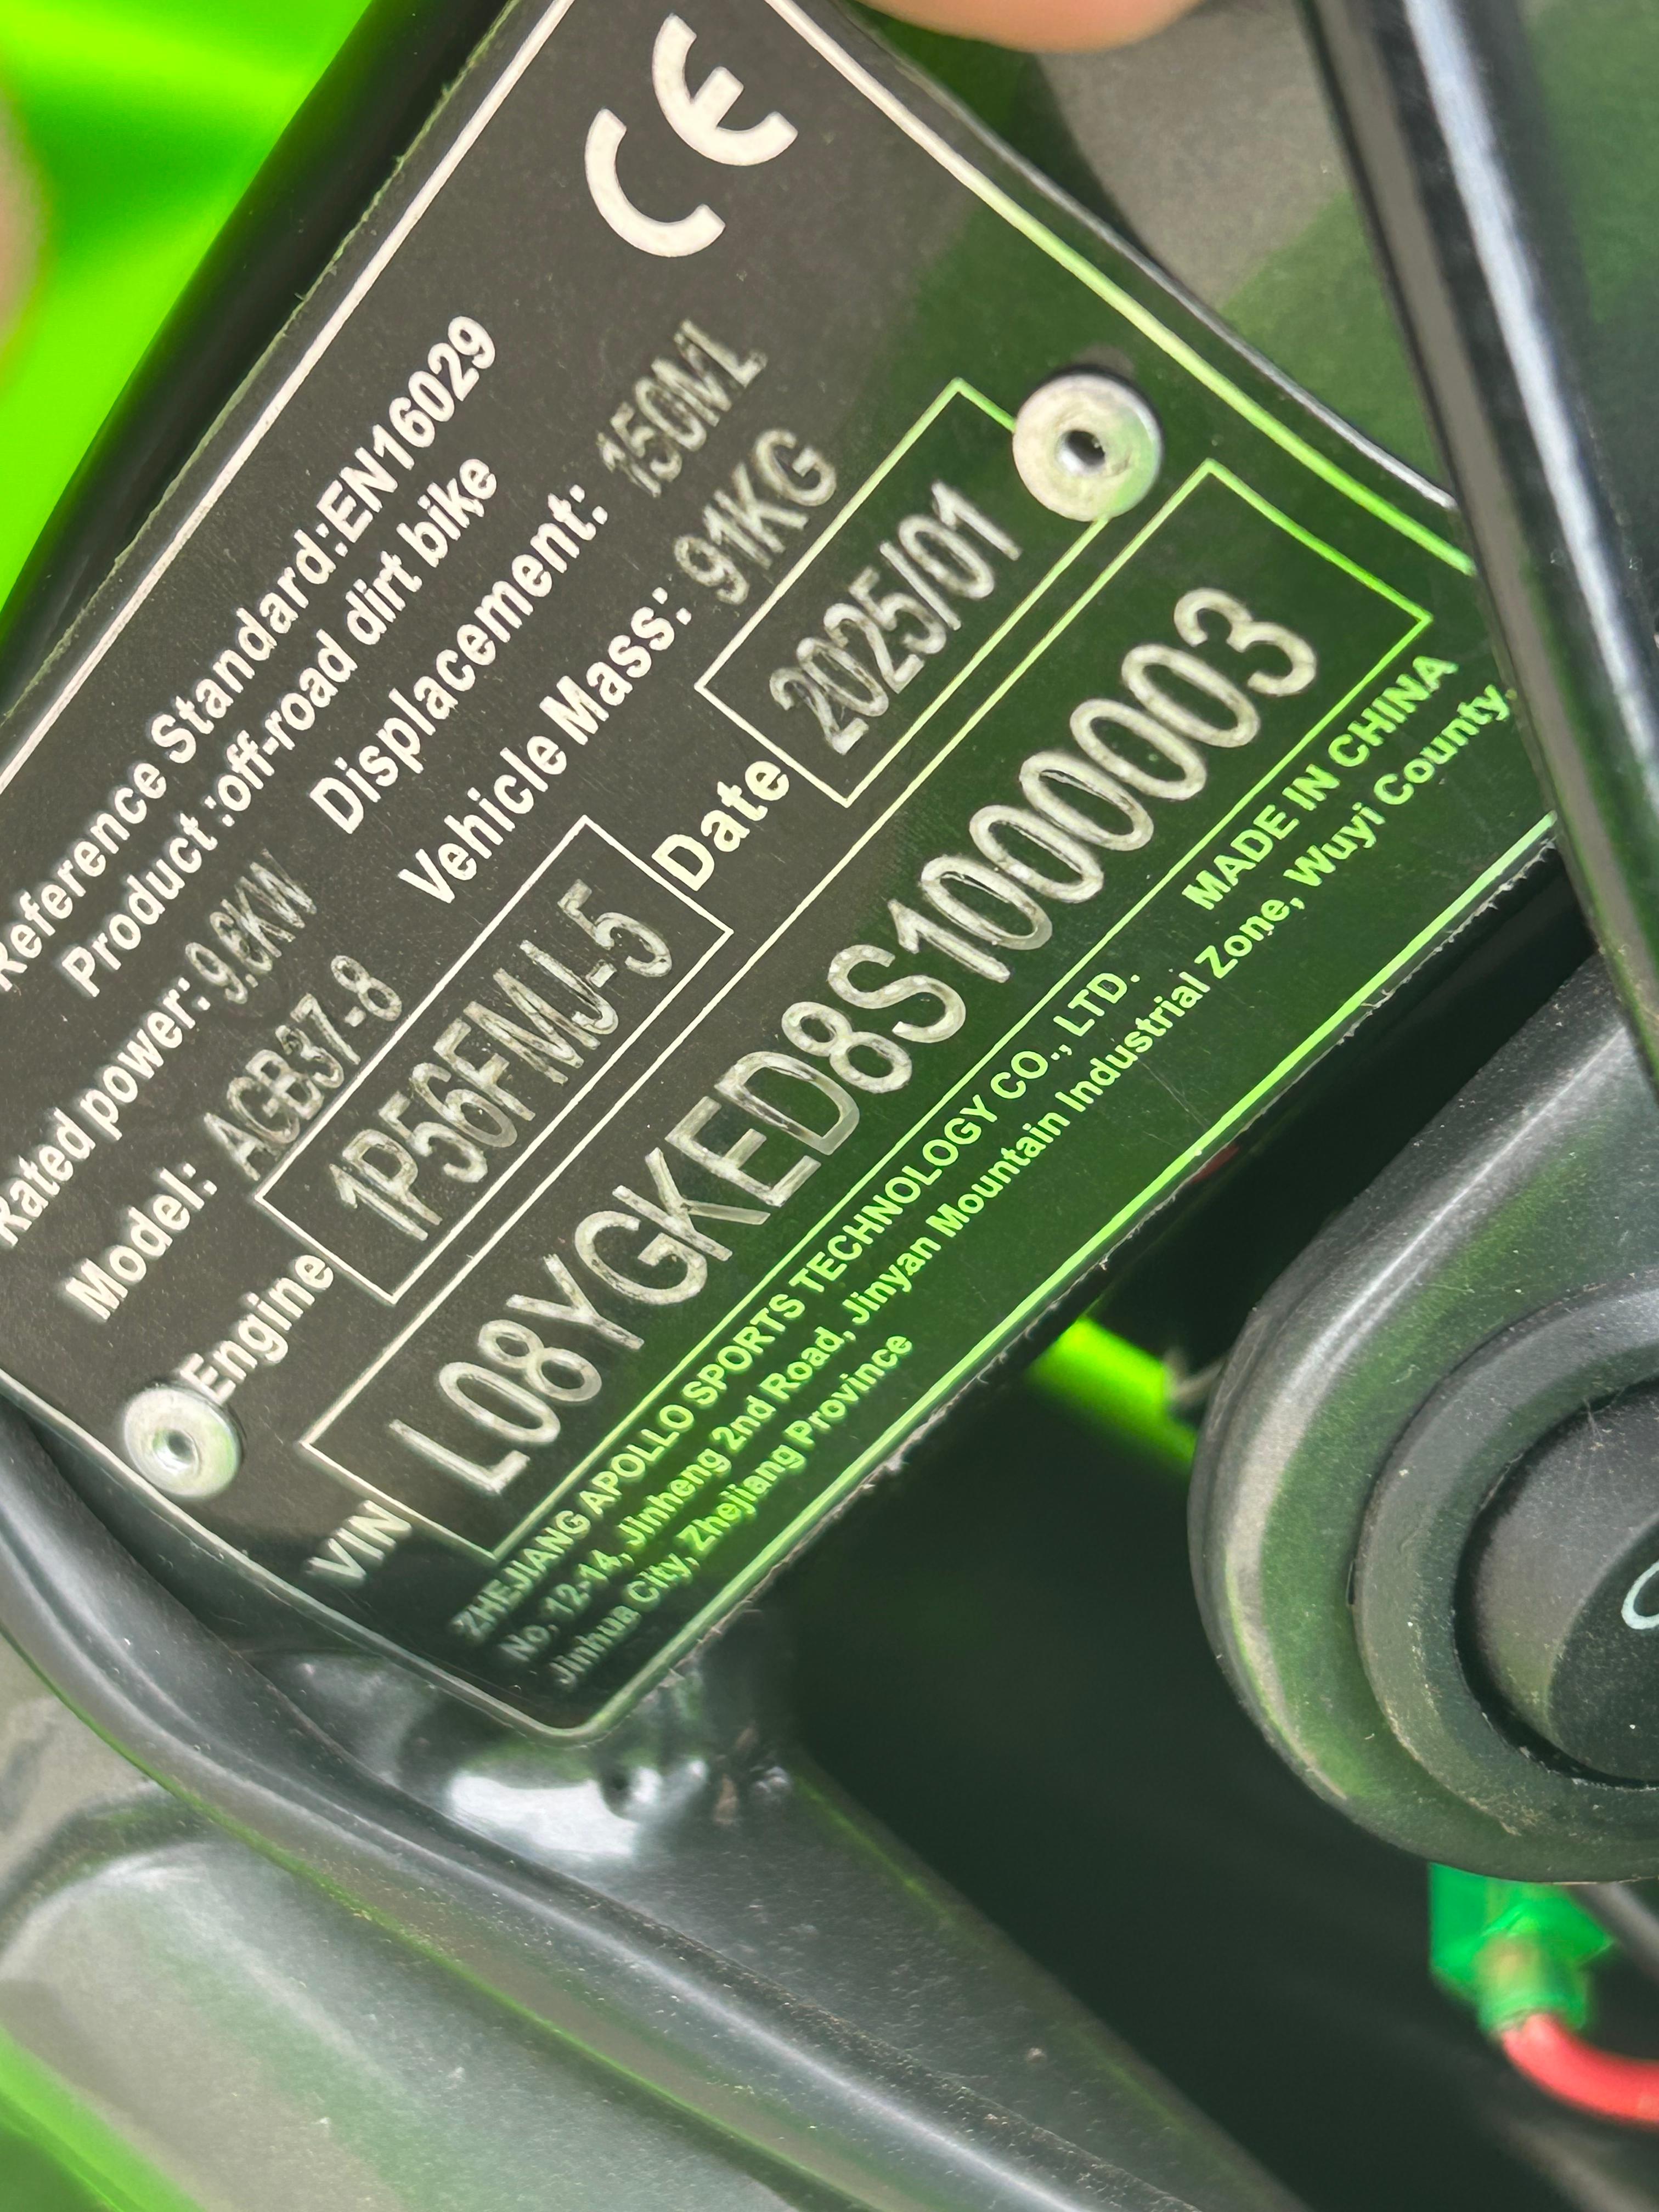 CE
Reference Standard:EN16029
Product :off-road dirt bike
Rated power: 9.6KW
Displacement: 150ML
Model: AGB37-8
Vehicle Mass: 91KG
Engine 1P56FMJ-5
Date 2025/01
VIN L08YGKED8S1000003
ZHEJIANG APOLLO SPORTS TECHNOLOGY CO., LTD. MADE IN CHINA
No, 12-14, Jinheng 2nd Road, Jinyan Mountain Industrial Zone, Wuyi County,
Jinhua City, Zhejiang Province